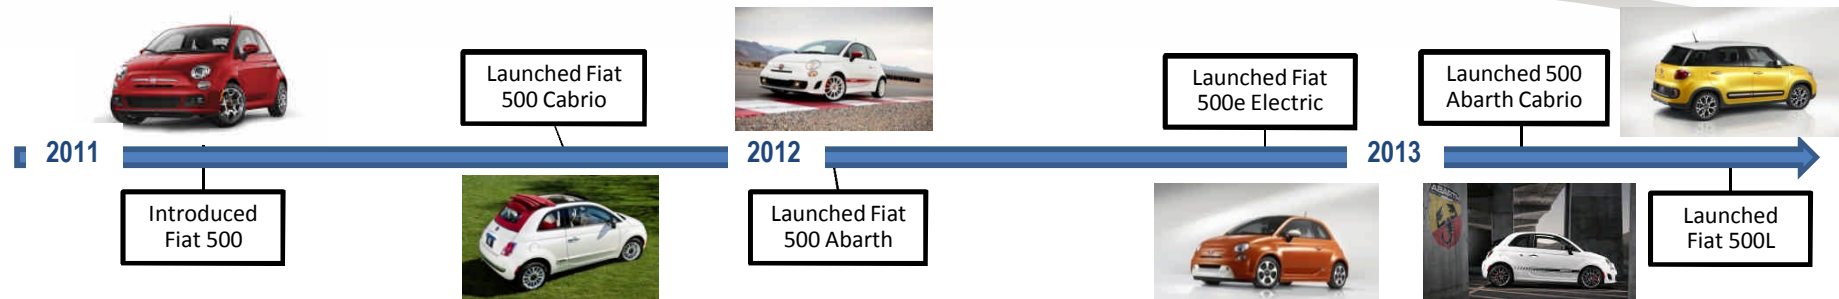 2011
Introduced
Fiat 500
Launched Fiat
500 Cabrio
2012
Launched Fiat
500 Abarth
Launched Fiat
500e Electric
2013
Launched 500
Abarth Cabrio
Launched
Fiat 500L
ABARTH